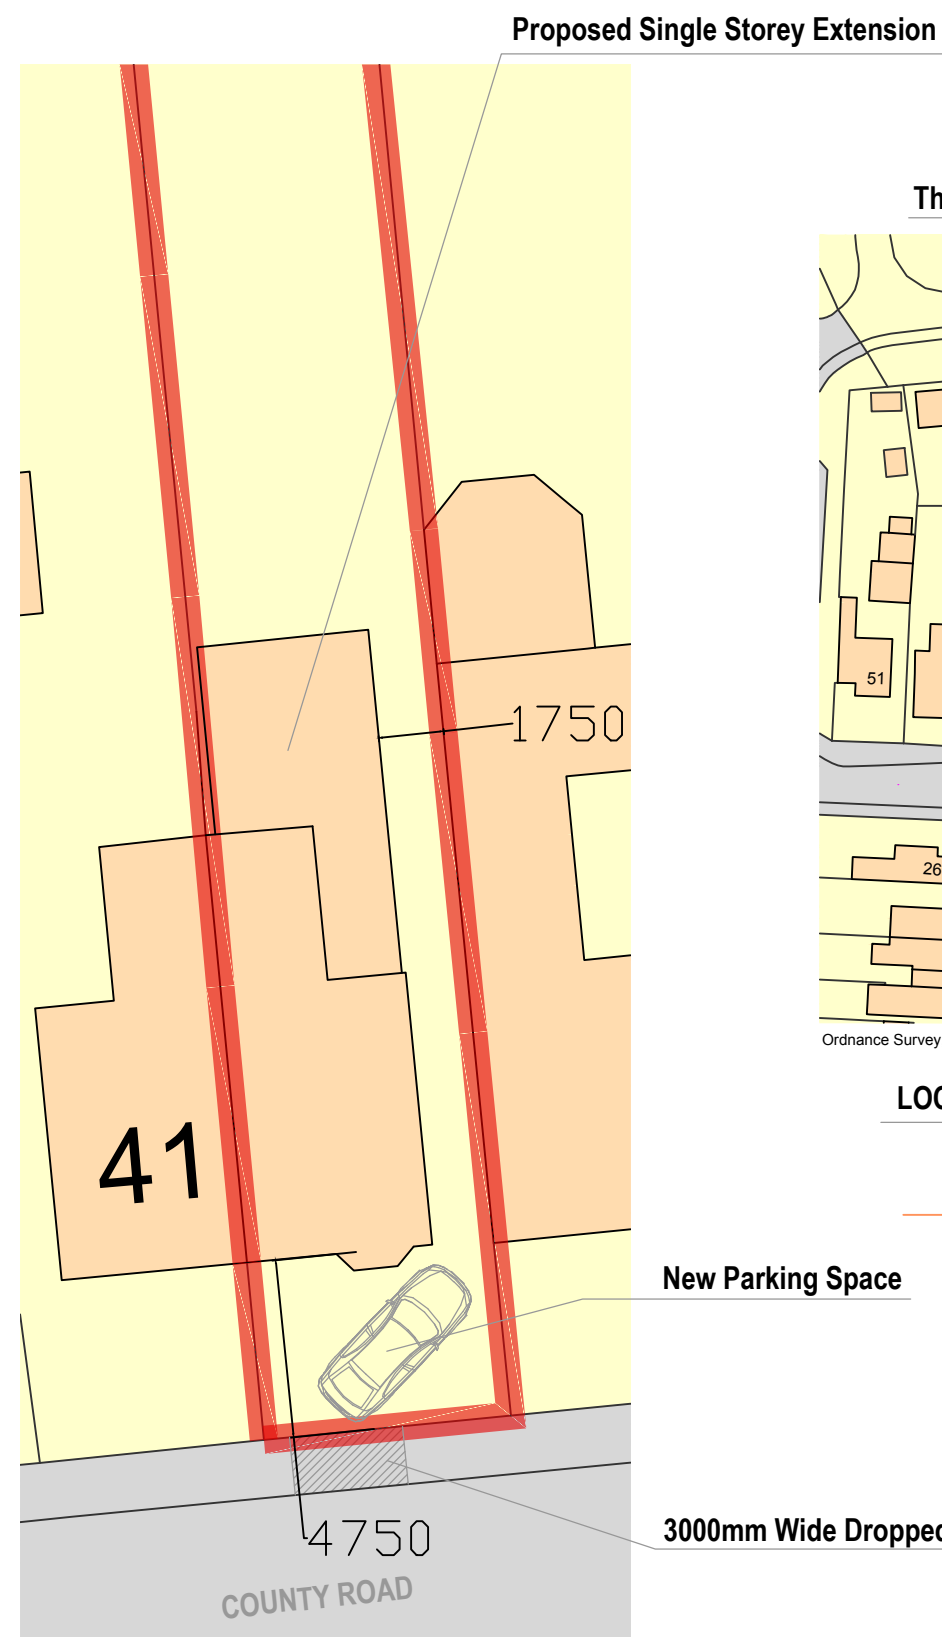 Proposed Single Storey Extension
Th
1750
51
26
Ordnance Survey
LOC
41
New Parking Space
3000mm Wide Dropped
4750
COUNTY ROAD